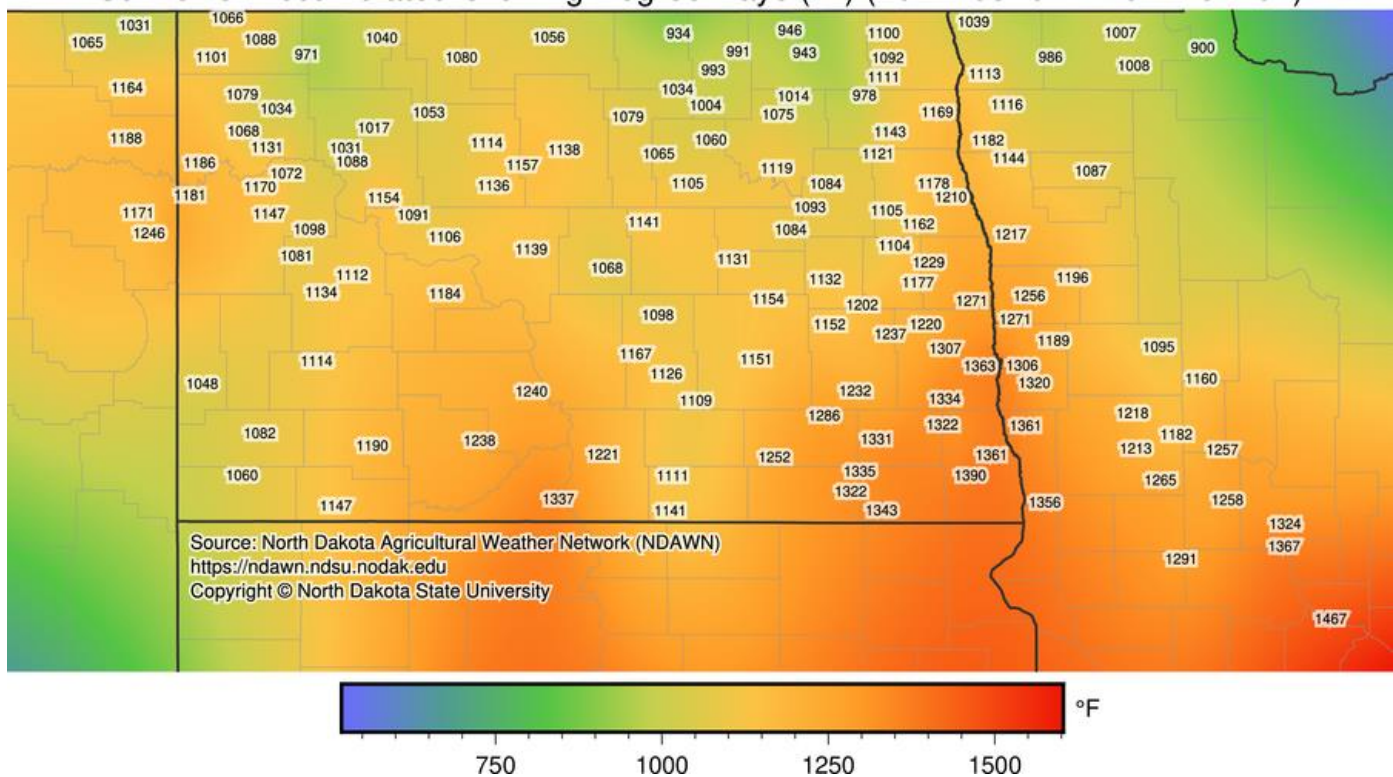 Growing Degree Days
1031 1066 1039
1065 1088 1040 1056 934 946 1100 1007
1101 971 1080 991 943 1092 986 900
993 1111 1113 1008
1164 1079 1034 1014 978
1034 1053 1079 1004 1075 1169 1116
1188 1068 1017 1114 1060 1143 1182
1131 1031 1138 1065 1121 1144
1186 1088 1157 1119 1087
1072
1181 1170 1154 1136 1105 1084 1178 1210
1171 1147 1091 1141 1093 1105
1246 1098 1106 1084 1162 1217
1081 1139 1131 1104
1112 1068 1132 1229 1196
1134 1184 1154 1177 1256
1098 1202 1271 1271
1152 1237 1220
1114 1167 1151 1307 1189 1095
1048 1126 1363 1306 1160
1240 1109 1232 1334 1320
1286 1322 1218
1082 1190 1238 1331 1361 1182
1221 1252 1361 1213 1257
1060 1111 1335 1390 1265
1147 1337 1141 1322 1343 1356 1258
1324
Source: North Dakota Agricultural Weather Network (NDAWN)
1367
https://ndawn.ndsu.nodak.edu
1291
Copyright © North Dakota State University
1467
°F
750 1000 1250 1500